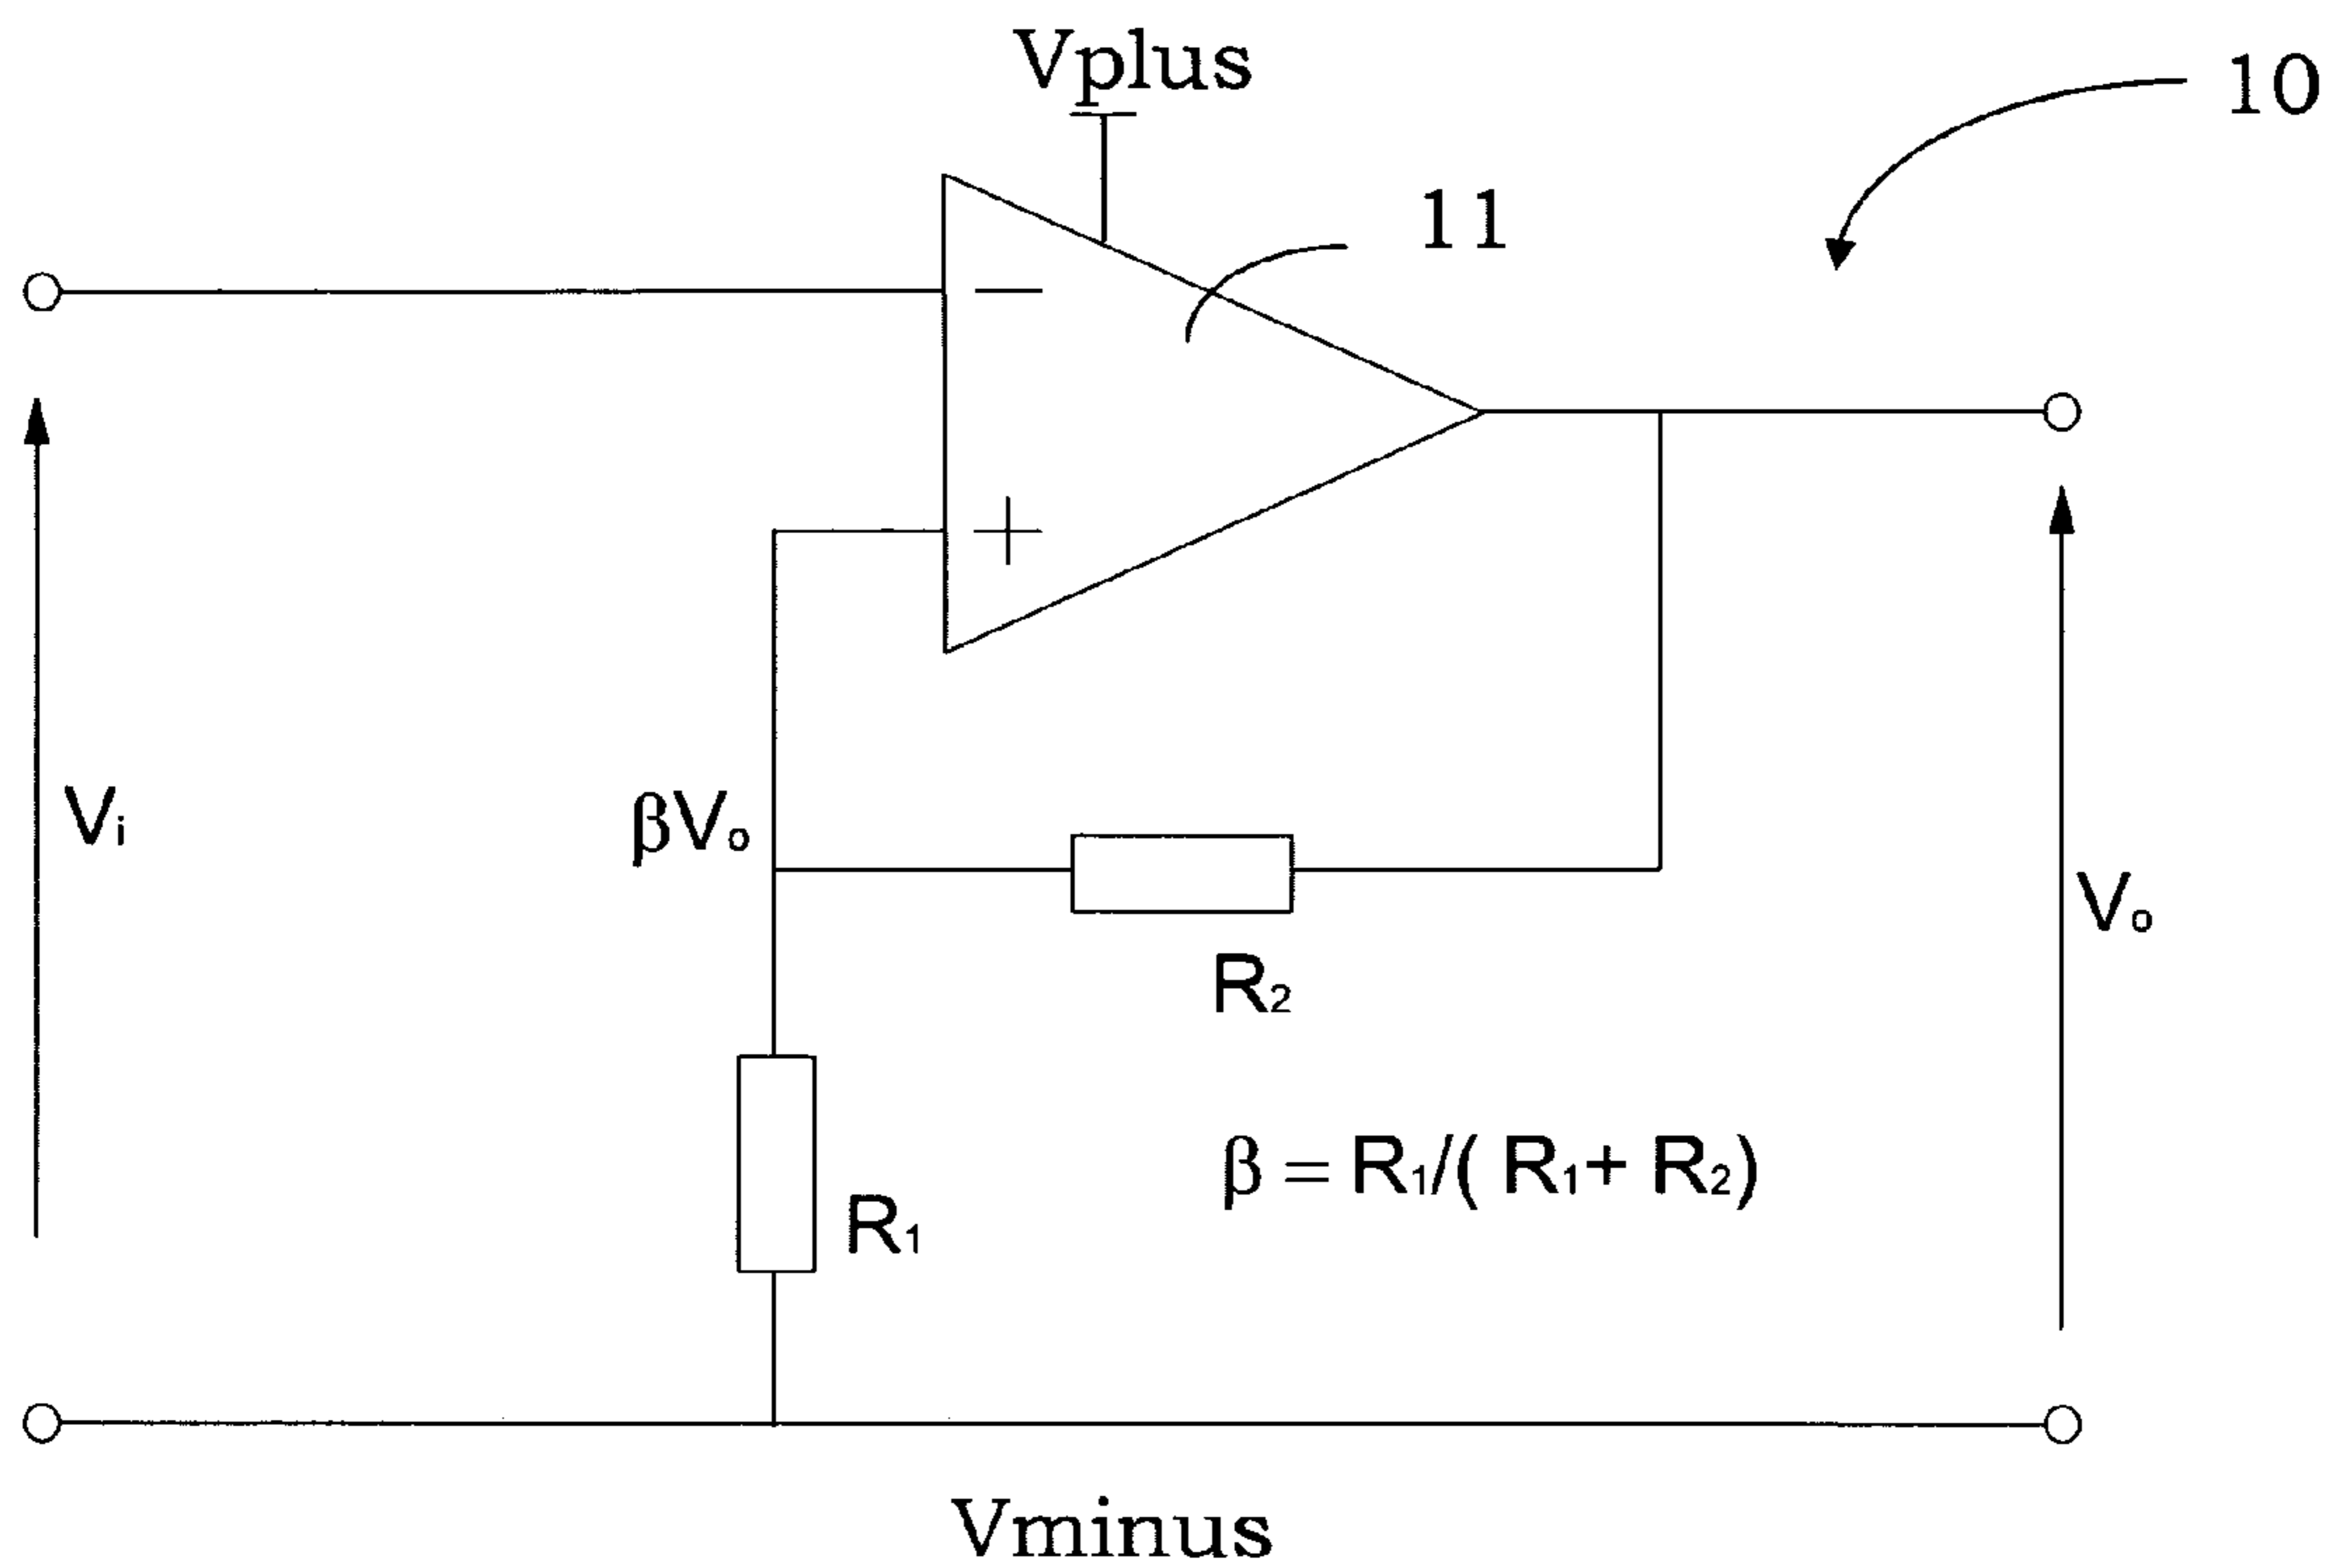 Vplus
10
11
−
+
Vi
βVo
Vo
R2
β = R1/( R1+ R2)
R1
Vminus